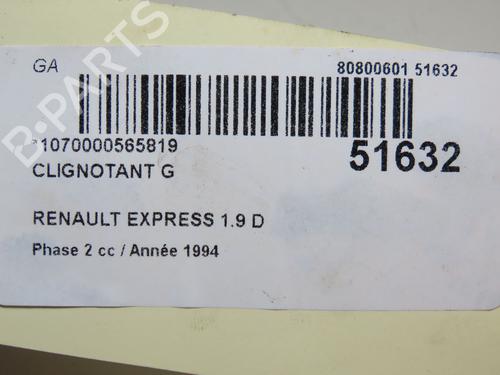 GA
80800601 51632
*1070000565819
51632
CLIGNOTANT G
RENAULT EXPRESS 1.9 D
Phase 2 cc / Année 1994
B-PARTS